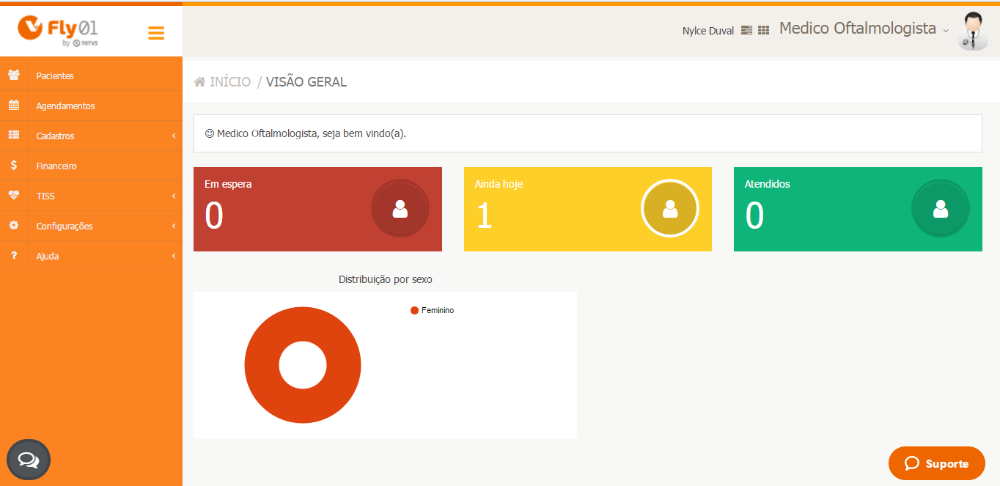 Fly01
by TOTVS
Nylce Duval
Medico Oftalmologista
Pacientes
Agendamentos
Cadastros
Financeiro
TISS
Configurações
Ajuda
INÍCIO / VISÃO GERAL
Medico Oftalmologista, seja bem vindo(a).
Em espera
0
Ainda hoje
1
Atendidos
0
Distribuição por sexo
Feminino
Suporte